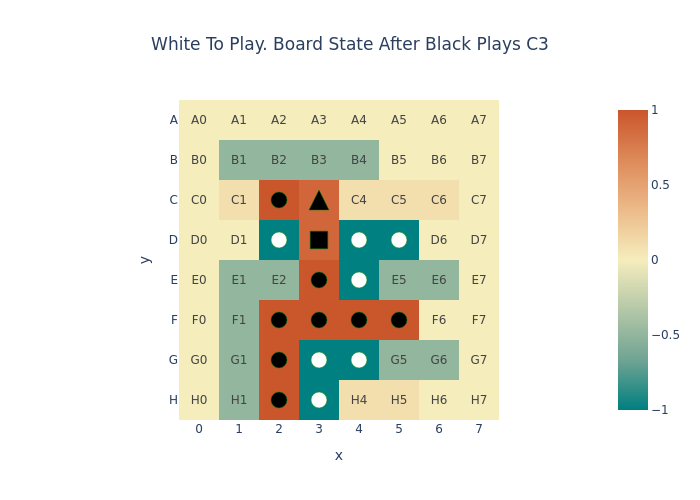 White To Play. Board State After Black Plays C3
A A0 A1 A2 A3 A4 A5 A6 A7
B B0 B1 B2 B3 B4 B5 B6 B7
C C0 C1 C4 C5 C6 C7
D D0 D1 D6 D7
E E0 E1 E2 E5 E6 E7
F F0 F1 F6 F7
G G0 G1 G5 G6 G7
H H0 H1 H4 H5 H6 H7
0 1 2 3 4 5 6 7
x
y
1
0.5
0
−0.5
−1